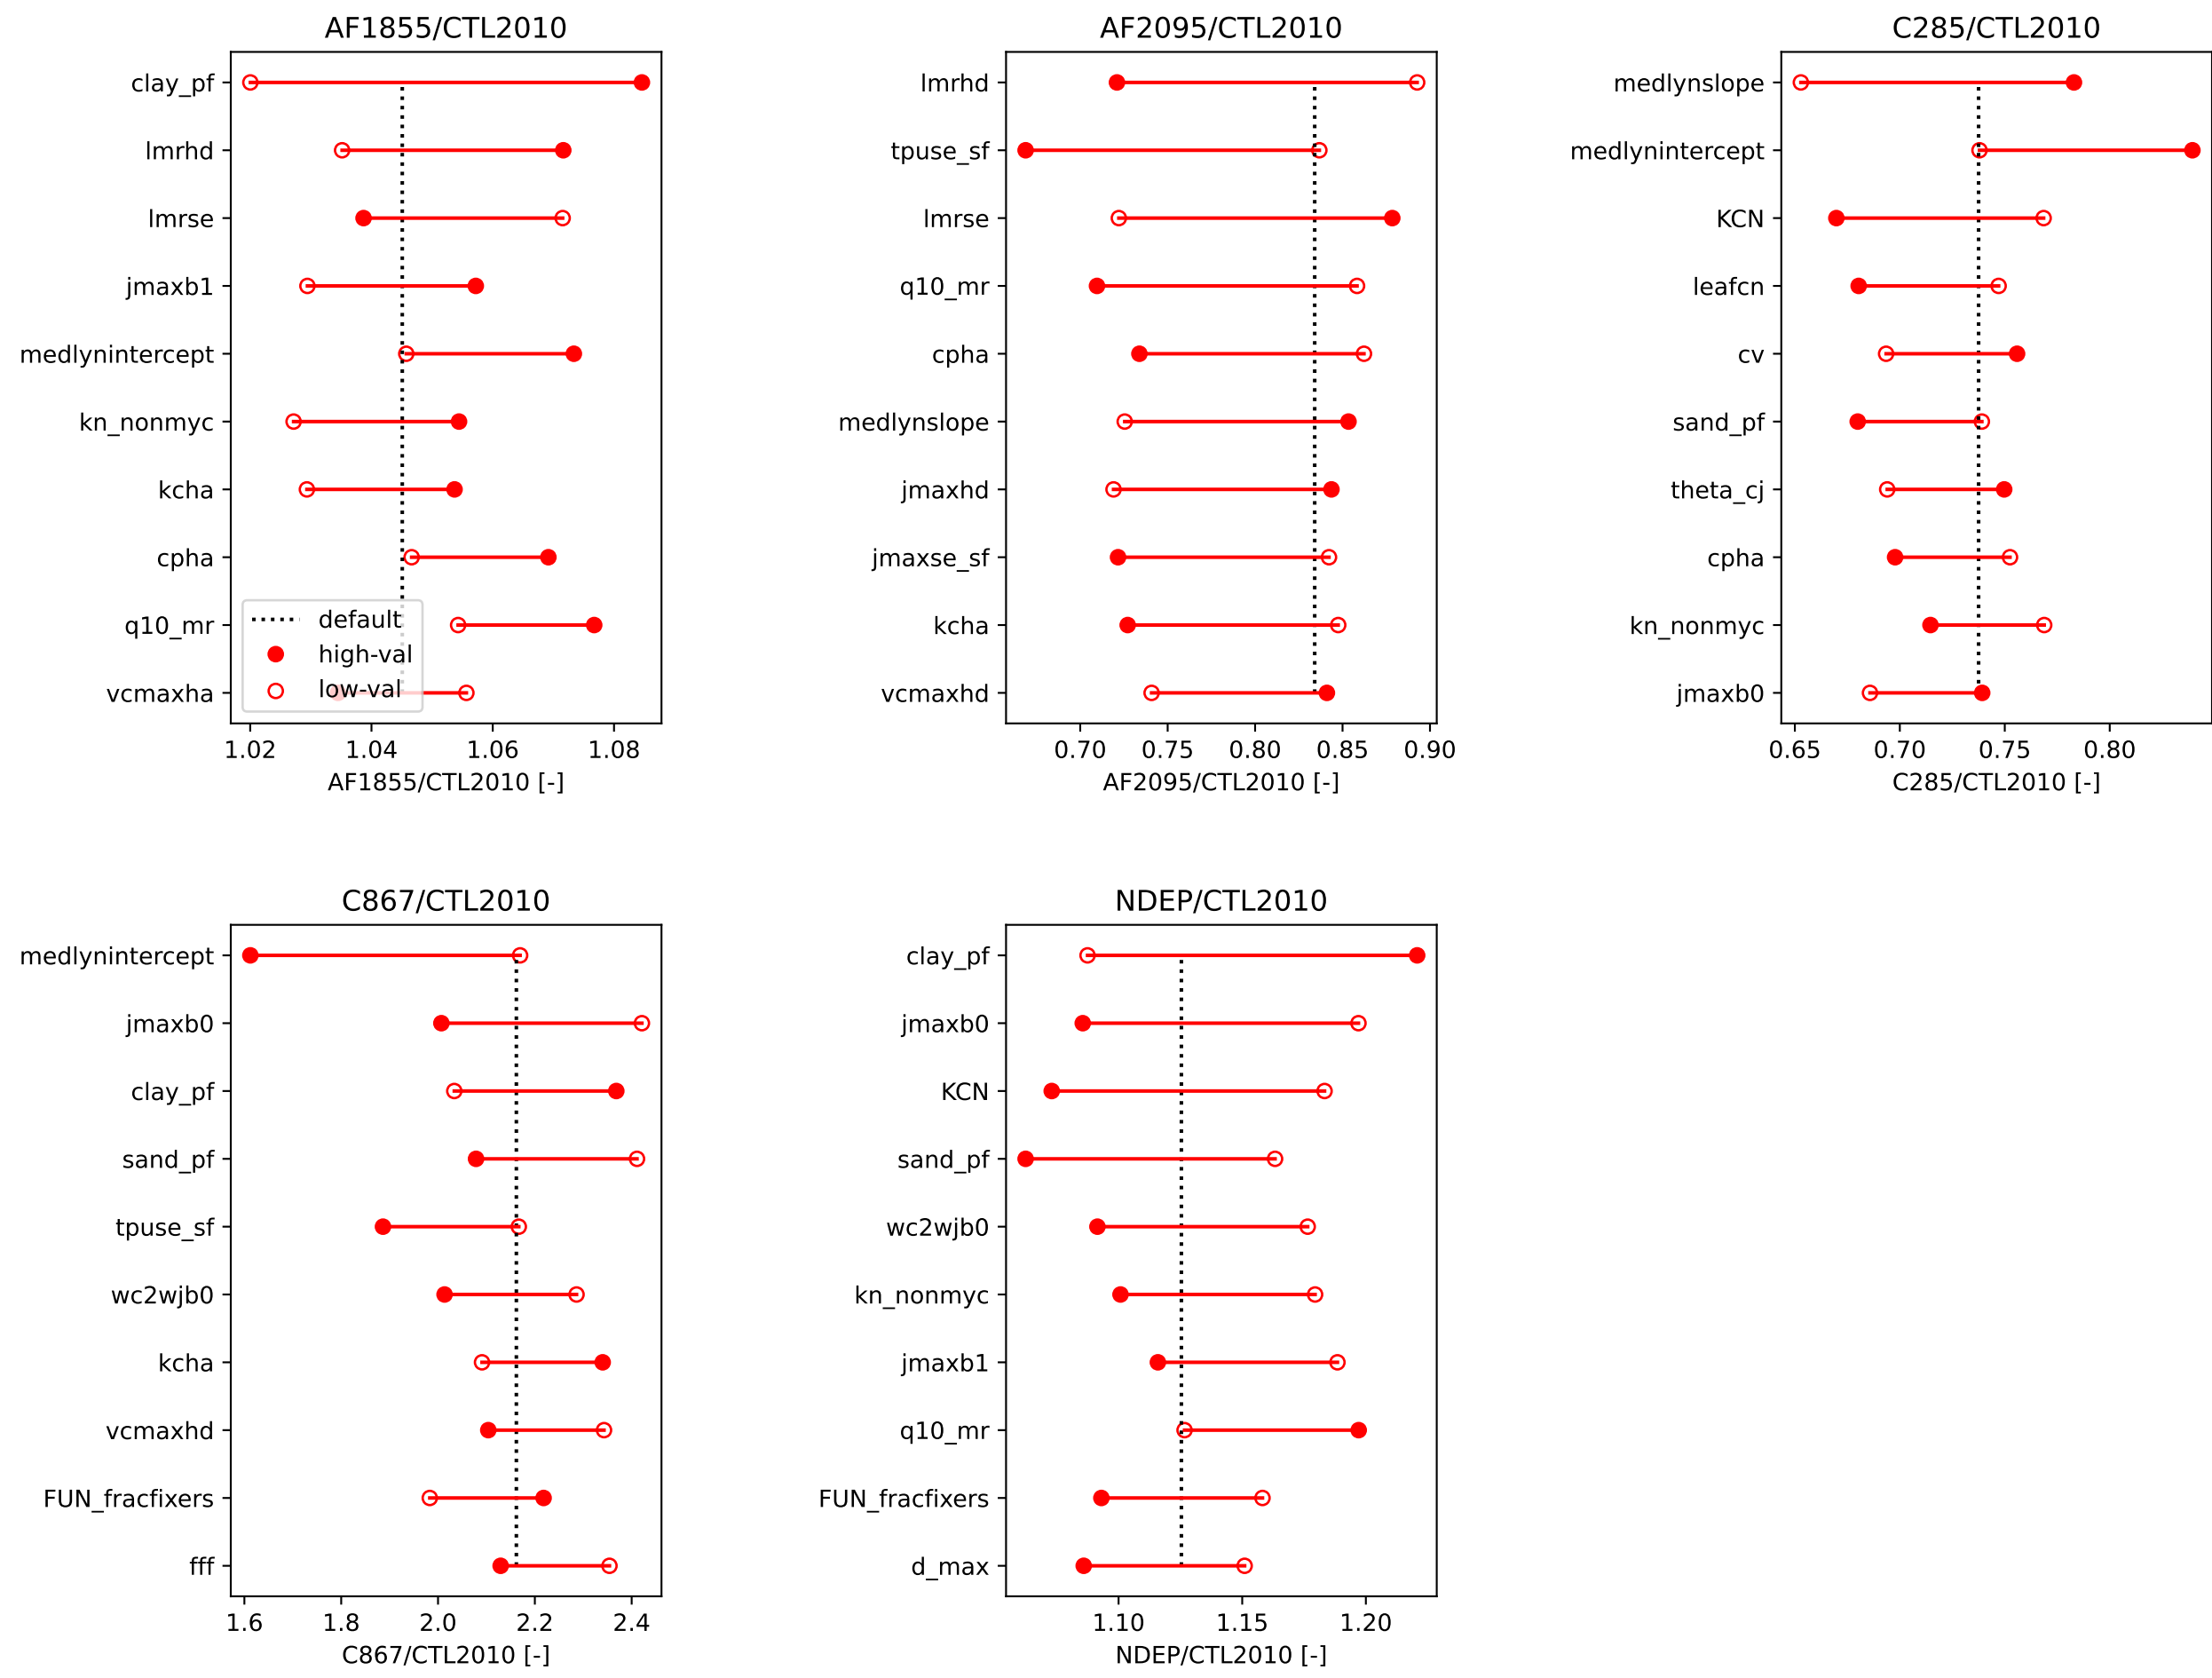 AF1855/CTL2010
clay_pf
lmrhd
lmrse
jmaxb1
medlynintercept
kn_nonmyc
kcha
cpha
q10_mr
vcmaxha
default
high-val
low-val
1.02 1.04 1.06 1.08
AF1855/CTL2010 [-]
AF2095/CTL2010
lmrhd
tpuse_sf
lmrse
q10_mr
cpha
medlynslope
jmaxhd
jmaxse_sf
kcha
vcmaxhd
0.70 0.75 0.80 0.85 0.90
AF2095/CTL2010 [-]
C285/CTL2010
medlynslope
medlynintercept
KCN
leafcn
cv
sand_pf
theta_cj
cpha
kn_nonmyc
jmaxb0
0.65 0.70 0.75 0.80
C285/CTL2010 [-]
C867/CTL2010
medlynintercept
jmaxb0
clay_pf
sand_pf
tpuse_sf
wc2wjb0
kcha
vcmaxhd
FUN_fracfixers
fff
1.6 1.8 2.0 2.2 2.4
C867/CTL2010 [-]
NDEP/CTL2010
clay_pf
jmaxb0
KCN
sand_pf
wc2wjb0
kn_nonmyc
jmaxb1
q10_mr
FUN_fracfixers
d_max
1.10 1.15 1.20
NDEP/CTL2010 [-]